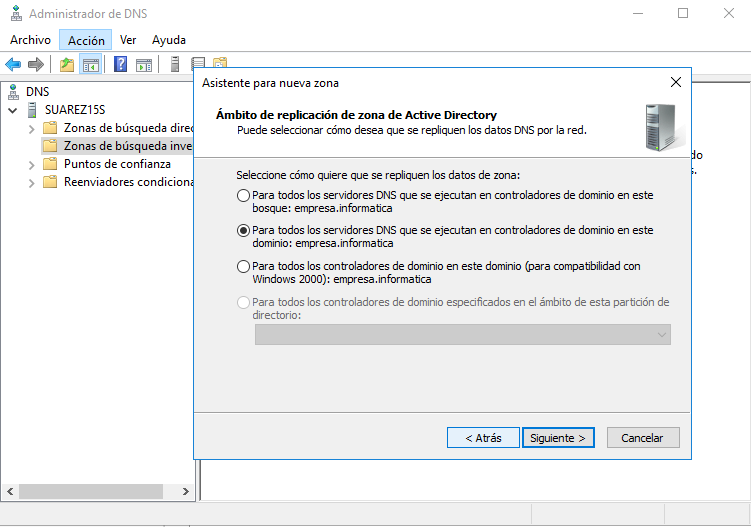 Administrador de DNS
Archivo Acción Ver Ayuda
DNS
SUAREZ15S
Zonas de búsqueda direc
Zonas de búsqueda inve
Puntos de confianza
Reenviadores condiciona
Asistente para nueva zona
Ámbito de replicación de zona de Active Directory
Puede seleccionar cómo desea que se repliquen los datos DNS por la red.
Seleccione cómo quiere que se repliquen los datos de zona:
Para todos los servidores DNS que se ejecutan en controladores de dominio en este
bosque: empresa.informatica
Para todos los servidores DNS que se ejecutan en controladores de dominio en este
dominio: empresa.informatica
Para todos los controladores de dominio en este dominio (para compatibilidad con
Windows 2000): empresa.informatica
Para todos los controladores de dominio especificados en el ámbito de esta partición de
directorio:
< Atrás
Siguiente >
Cancelar
do
s.